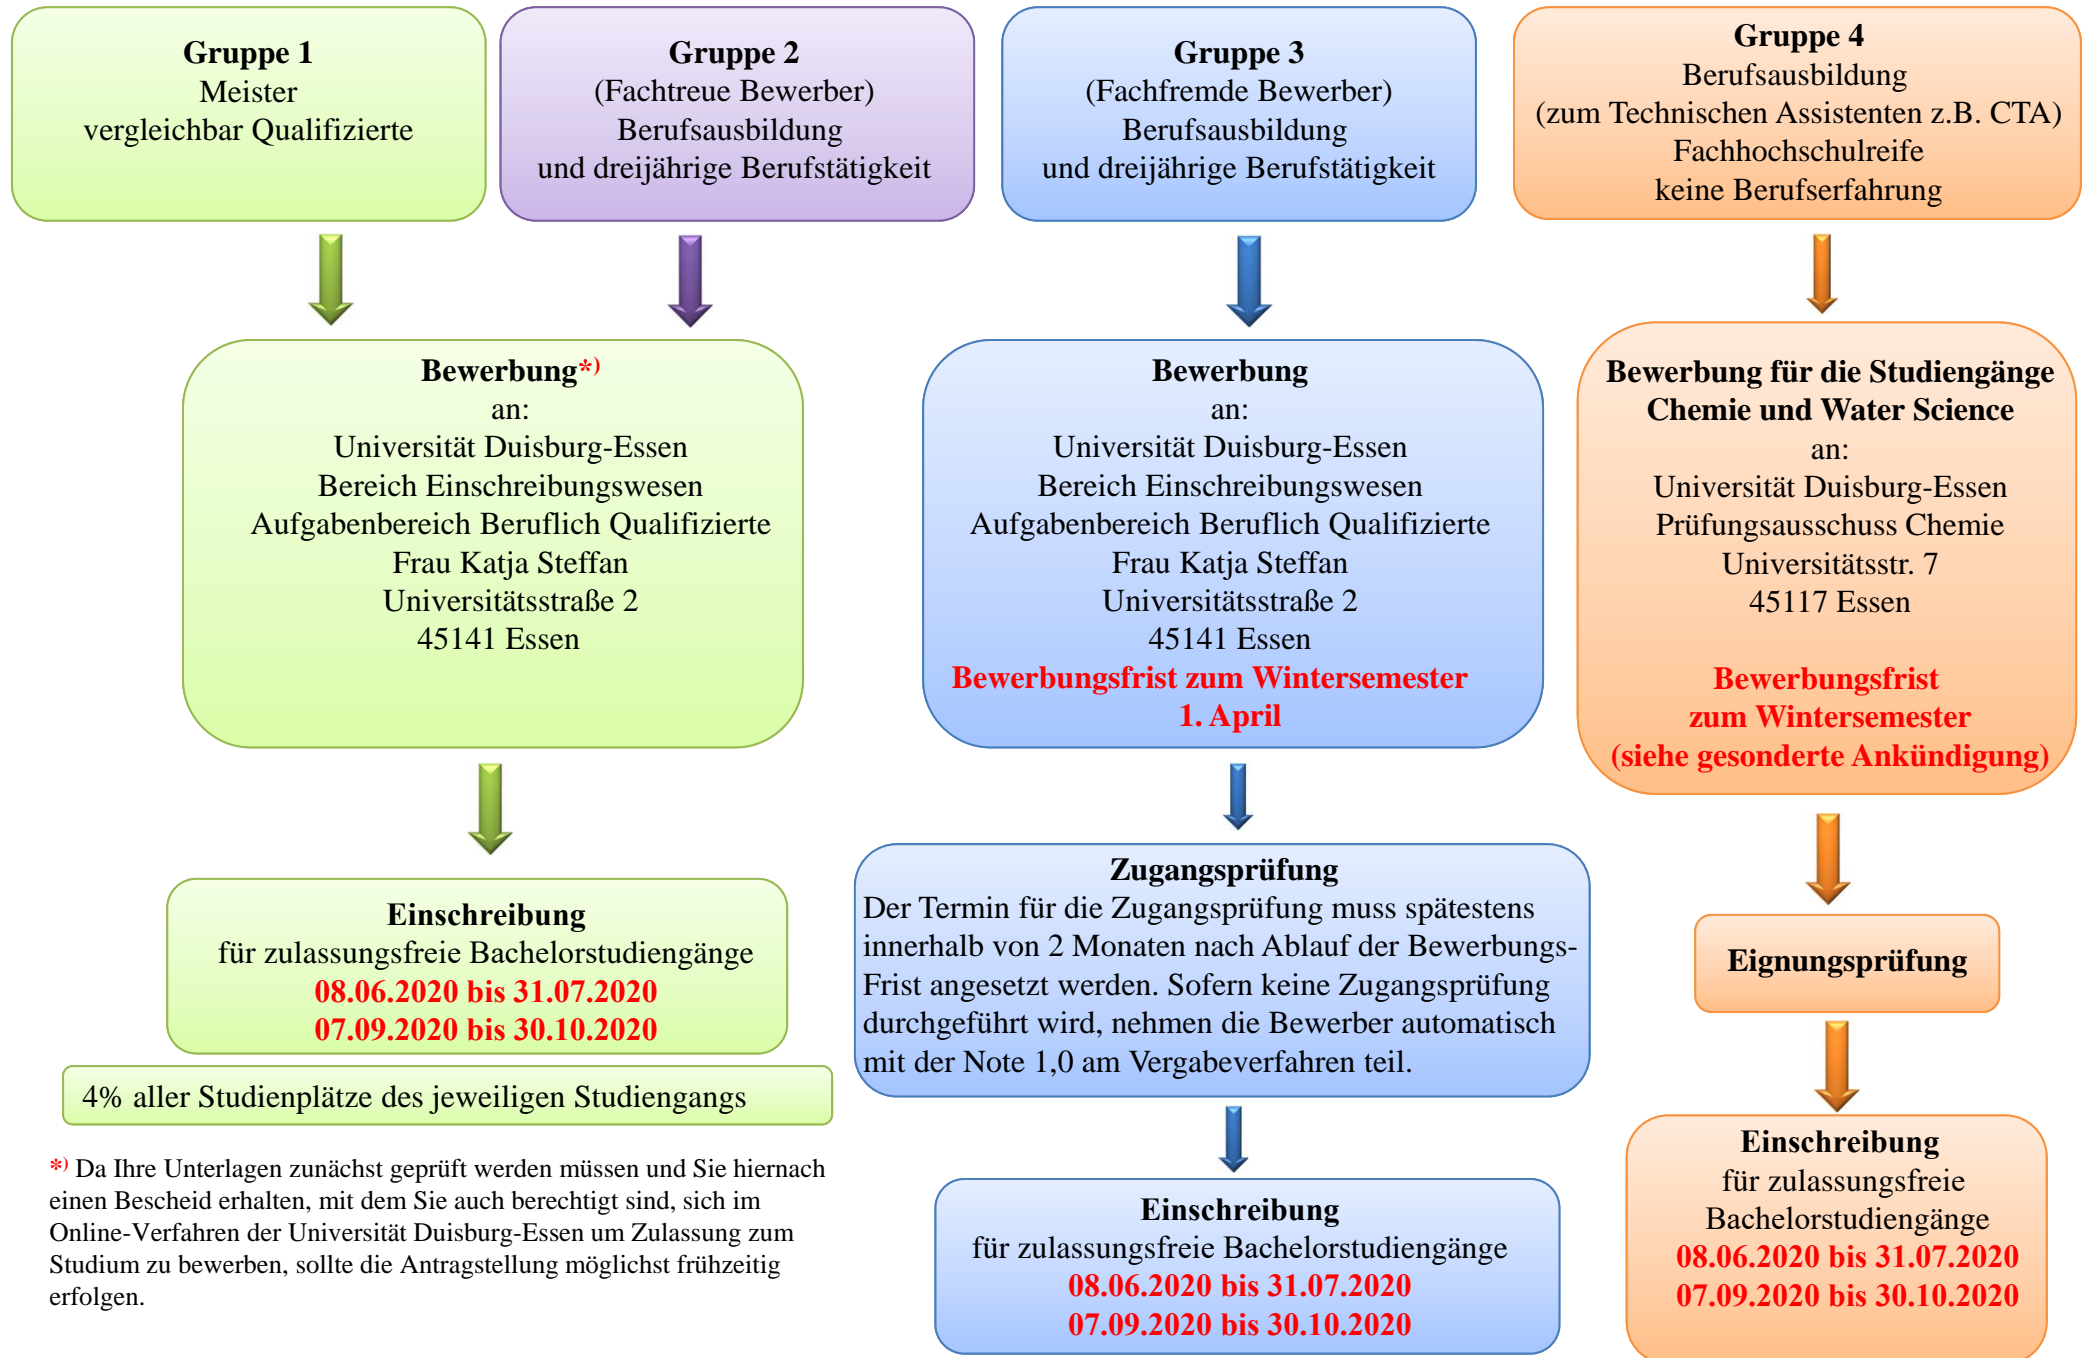 Gruppe 1
Meister
vergleichbar Qualifizierte
Gruppe 2
(Fachtreue Bewerber)
Berufsausbildung
und dreijährige Berufstätigkeit
Gruppe 3
(Fachfremde Bewerber)
Berufsausbildung
und dreijährige Berufstätigkeit
Gruppe 4
Berufsausbildung
(zum Technischen Assistenten z.B. CTA)
Fachhochschulreife
keine Berufserfahrung
Bewerbung*)
an:
Universität Duisburg-Essen
Bereich Einschreibungswesen
Aufgabenbereich Beruflich Qualifizierte
Frau Katja Steffan
Universitätsstraße 2
45141 Essen
Bewerbung
an:
Universität Duisburg-Essen
Bereich Einschreibungswesen
Aufgabenbereich Beruflich Qualifizierte
Frau Katja Steffan
Universitätsstraße 2
45141 Essen
Bewerbungsfrist zum Wintersemester
1. April
Bewerbung für die Studiengänge
Chemie und Water Science
an:
Universität Duisburg-Essen
Prüfungsausschuss Chemie
Universitätsstr. 7
45117 Essen
Bewerbungsfrist
zum Wintersemester
(siehe gesonderte Ankündigung)
Einschreibung
für zulassungsfreie Bachelorstudiengänge
08.06.2020 bis 31.07.2020
07.09.2020 bis 30.10.2020
4% aller Studienplätze des jeweiligen Studiengangs
*) Da Ihre Unterlagen zunächst geprüft werden müssen und Sie hiernach
einen Bescheid erhalten, mit dem Sie auch berechtigt sind, sich im
Online-Verfahren der Universität Duisburg-Essen um Zulassung zum
Studium zu bewerben, sollte die Antragstellung möglichst frühzeitig
erfolgen.
Zugangsprüfung
Der Termin für die Zugangsprüfung muss spätestens
innerhalb von 2 Monaten nach Ablauf der Bewerbungs-
Frist angesetzt werden. Sofern keine Zugangsprüfung
durchgeführt wird, nehmen die Bewerber automatisch
mit der Note 1,0 am Vergabeverfahren teil.
Einschreibung
für zulassungsfreie Bachelorstudiengänge
08.06.2020 bis 31.07.2020
07.09.2020 bis 30.10.2020
Eignungsprüfung
Einschreibung
für zulassungsfreie
Bachelorstudiengänge
08.06.2020 bis 31.07.2020
07.09.2020 bis 30.10.2020